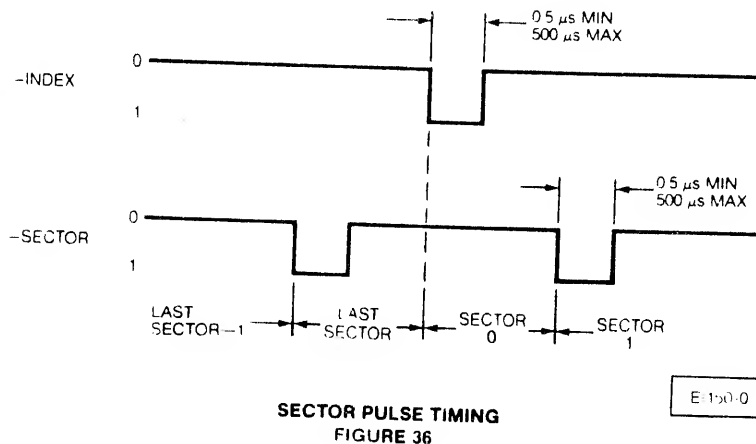 0.5 µs MIN
500 µs MAX
0
–INDEX
1
0.5 µs MIN
500 µs MAX
0
–SECTOR
1
LAST
SECTOR–1
LAST
SECTOR
SECTOR
0
SECTOR
1
SECTOR PULSE TIMING
FIGURE 36